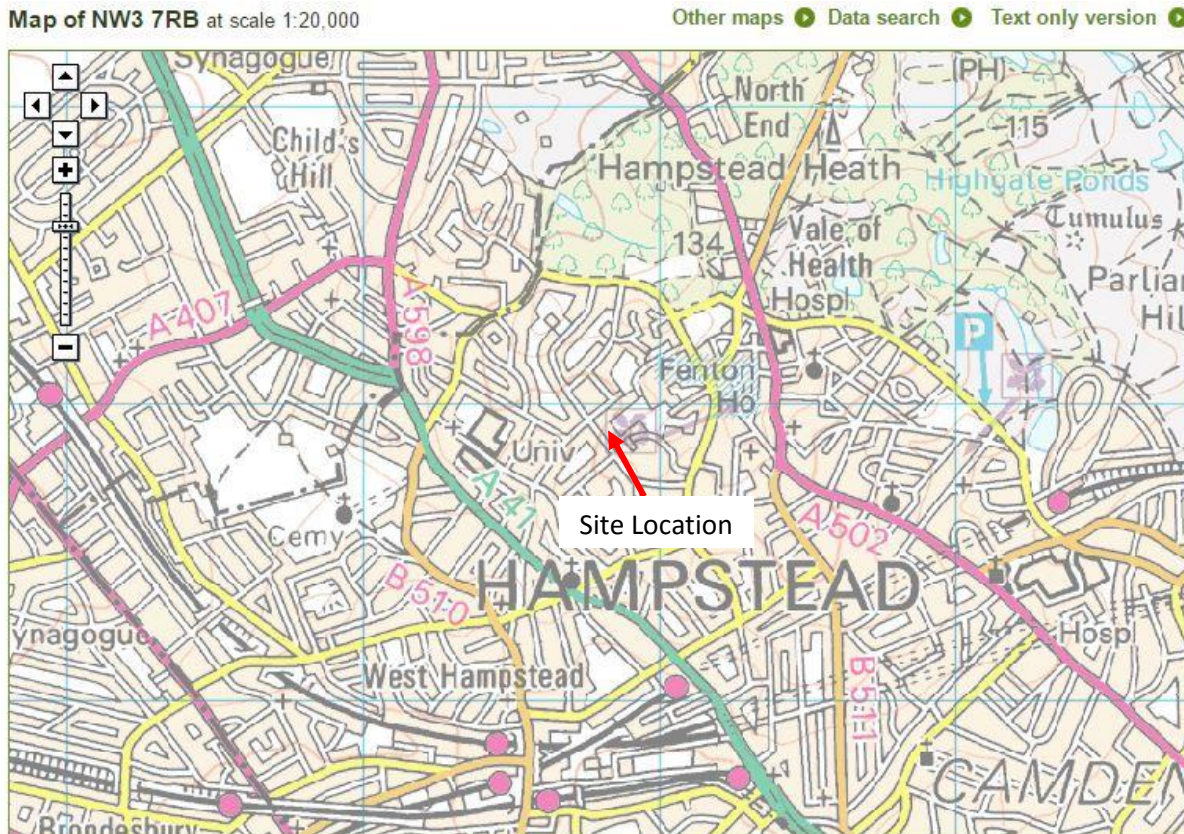 Map of NW3 7RB at scale 1:20,000
Other maps Data search Text only version
Synagogue
(PH)
North
End
115
Child's
Hill
Hampstead Heath
Highgate Ponds
Tumulus
134
Vale of
Health
Hospl
Parliam
Hil
A 407
A 598
P
Fenton
Ho
Univ
A 41
Site Location
Cemy
A 502
B 510
HAMPSTEAD
ynagogue
Hospl
West Hampstead
B 511
CAMDEN
Brondesbury